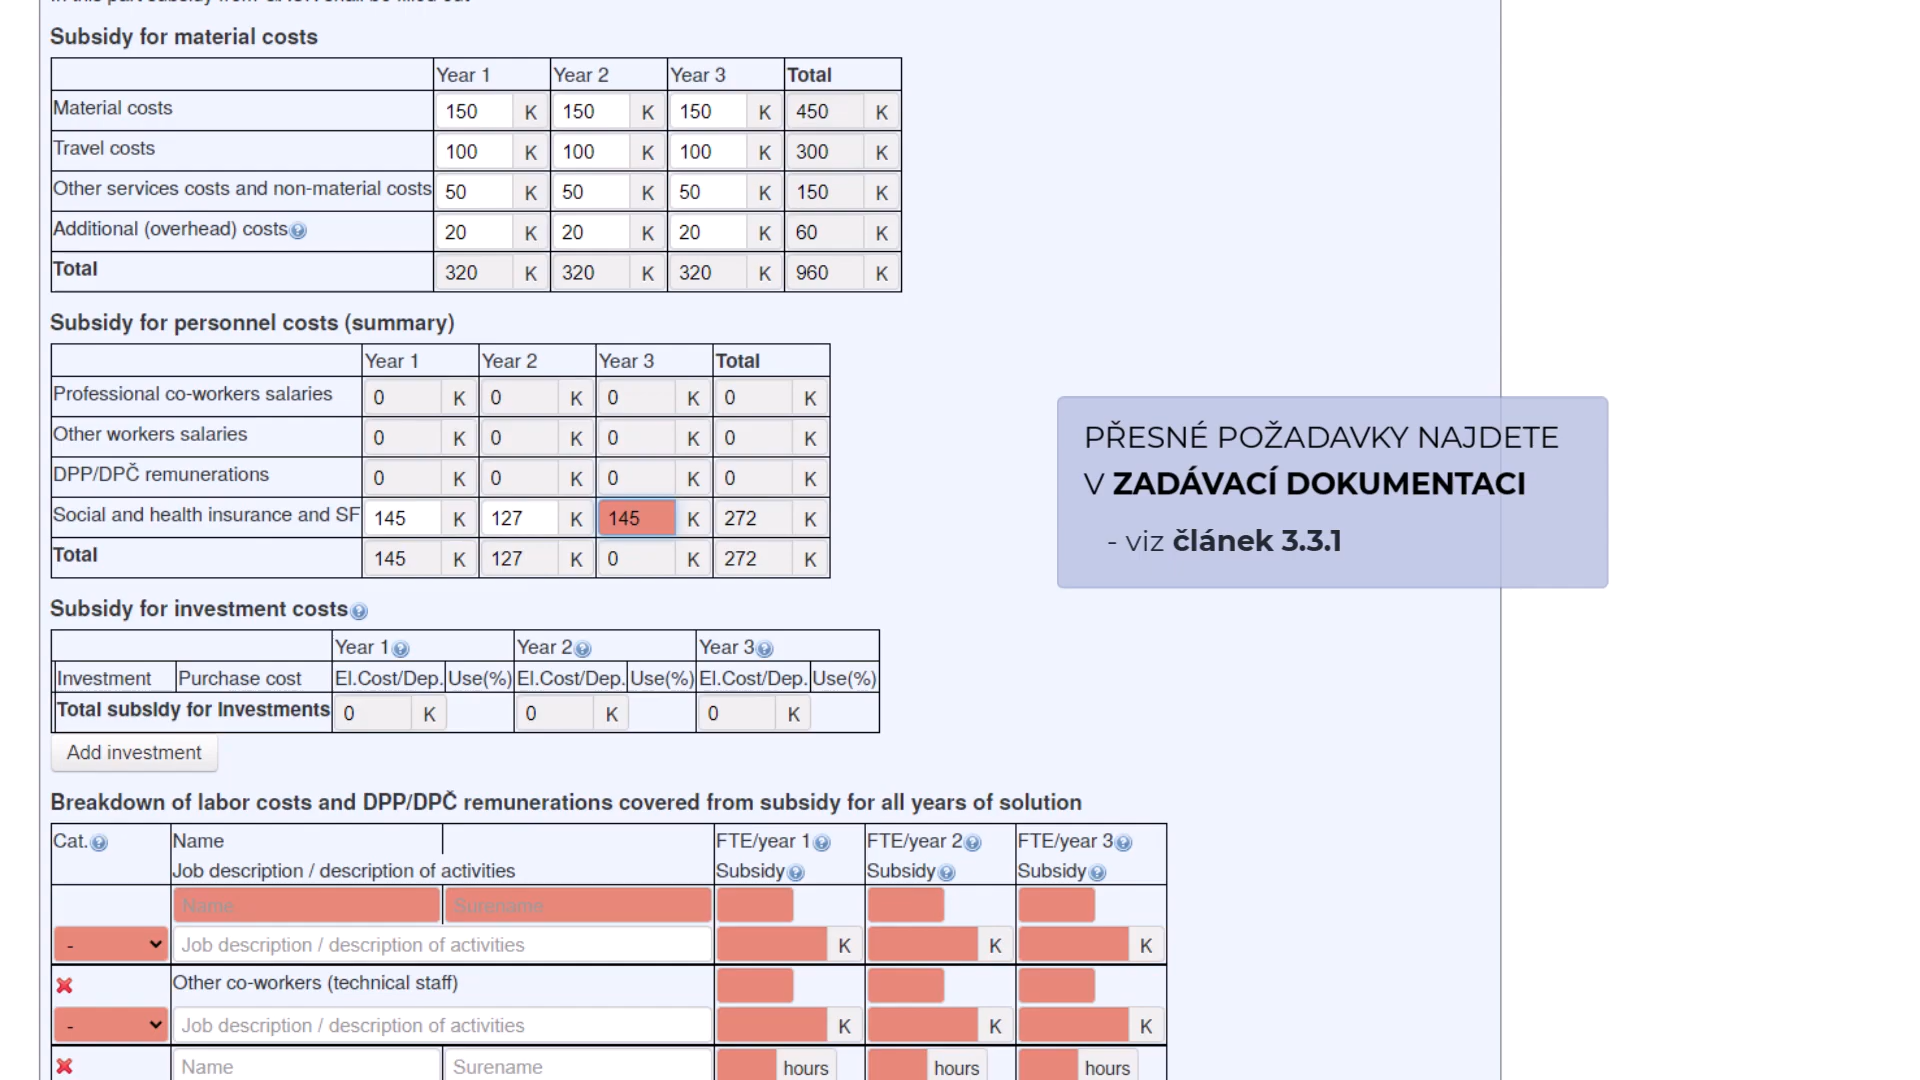 Subsidy for material costs
Year 1 Year 2 Year 3 Total
Material costs 150 K 150 K 150 K 450 K
Travel costs 100 K 100 K 100 K 300 K
Other services costs and non-material costs 50 K 50 K 50 K 150 K
Additional (overhead) costs 20 K 20 K 20 K 60 K
Total 320 K 320 K 320 K 960 K
Subsidy for personnel costs (summary)
Year 1 Year 2 Year 3 Total
Professional co-workers salaries 0 K 0 K 0 K 0 K
Other workers salaries 0 K 0 K 0 K 0 K
DPP/DPČ remunerations 0 K 0 K 0 K 0 K
Social and health insurance and SF 145 K 127 K 145 K 272 K
Total 145 K 127 K 0 K 272 K
PŘESNÉ POŽADAVKY NAJDETE
V ZADÁVACÍ DOKUMENTACI
- viz článek 3.3.1
Subsidy for investment costs
Year 1 Year 2 Year 3
Investment Purchase cost El.Cost/Dep. Use(%) El.Cost/Dep. Use(%) El.Cost/Dep. Use(%)
Total subsidy for Investments 0 K 0 K 0 K
Add investment
Breakdown of labor costs and DPP/DPČ remunerations covered from subsidy for all years of solution
Cat. Name FTE/year 1 FTE/year 2 FTE/year 3
Job description / description of activities Subsidy Subsidy Subsidy
Name Surename
- Job description / description of activities K K K
Other co-workers (technical staff)
- Job description / description of activities K K K
Name Surename hours hours hours